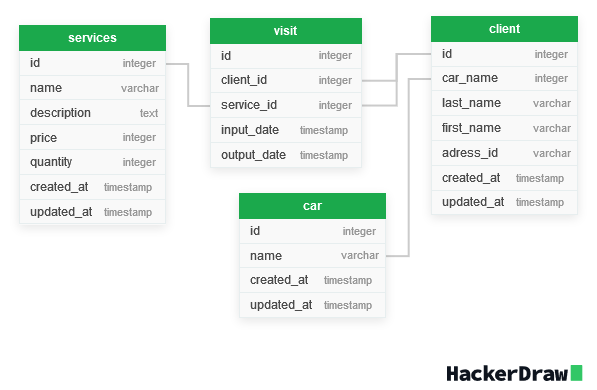 services
id integer
name varchar
description text
price integer
quantity integer
created_at timestamp
updated_at timestamp
visit
id integer
client_id integer
service_id integer
input_date timestamp
output_date timestamp
client
id integer
car_name integer
last_name varchar
first_name varchar
adress_id varchar
created_at timestamp
updated_at timestamp
car
id integer
name varchar
created_at timestamp
updated_at timestamp
HackerDraw